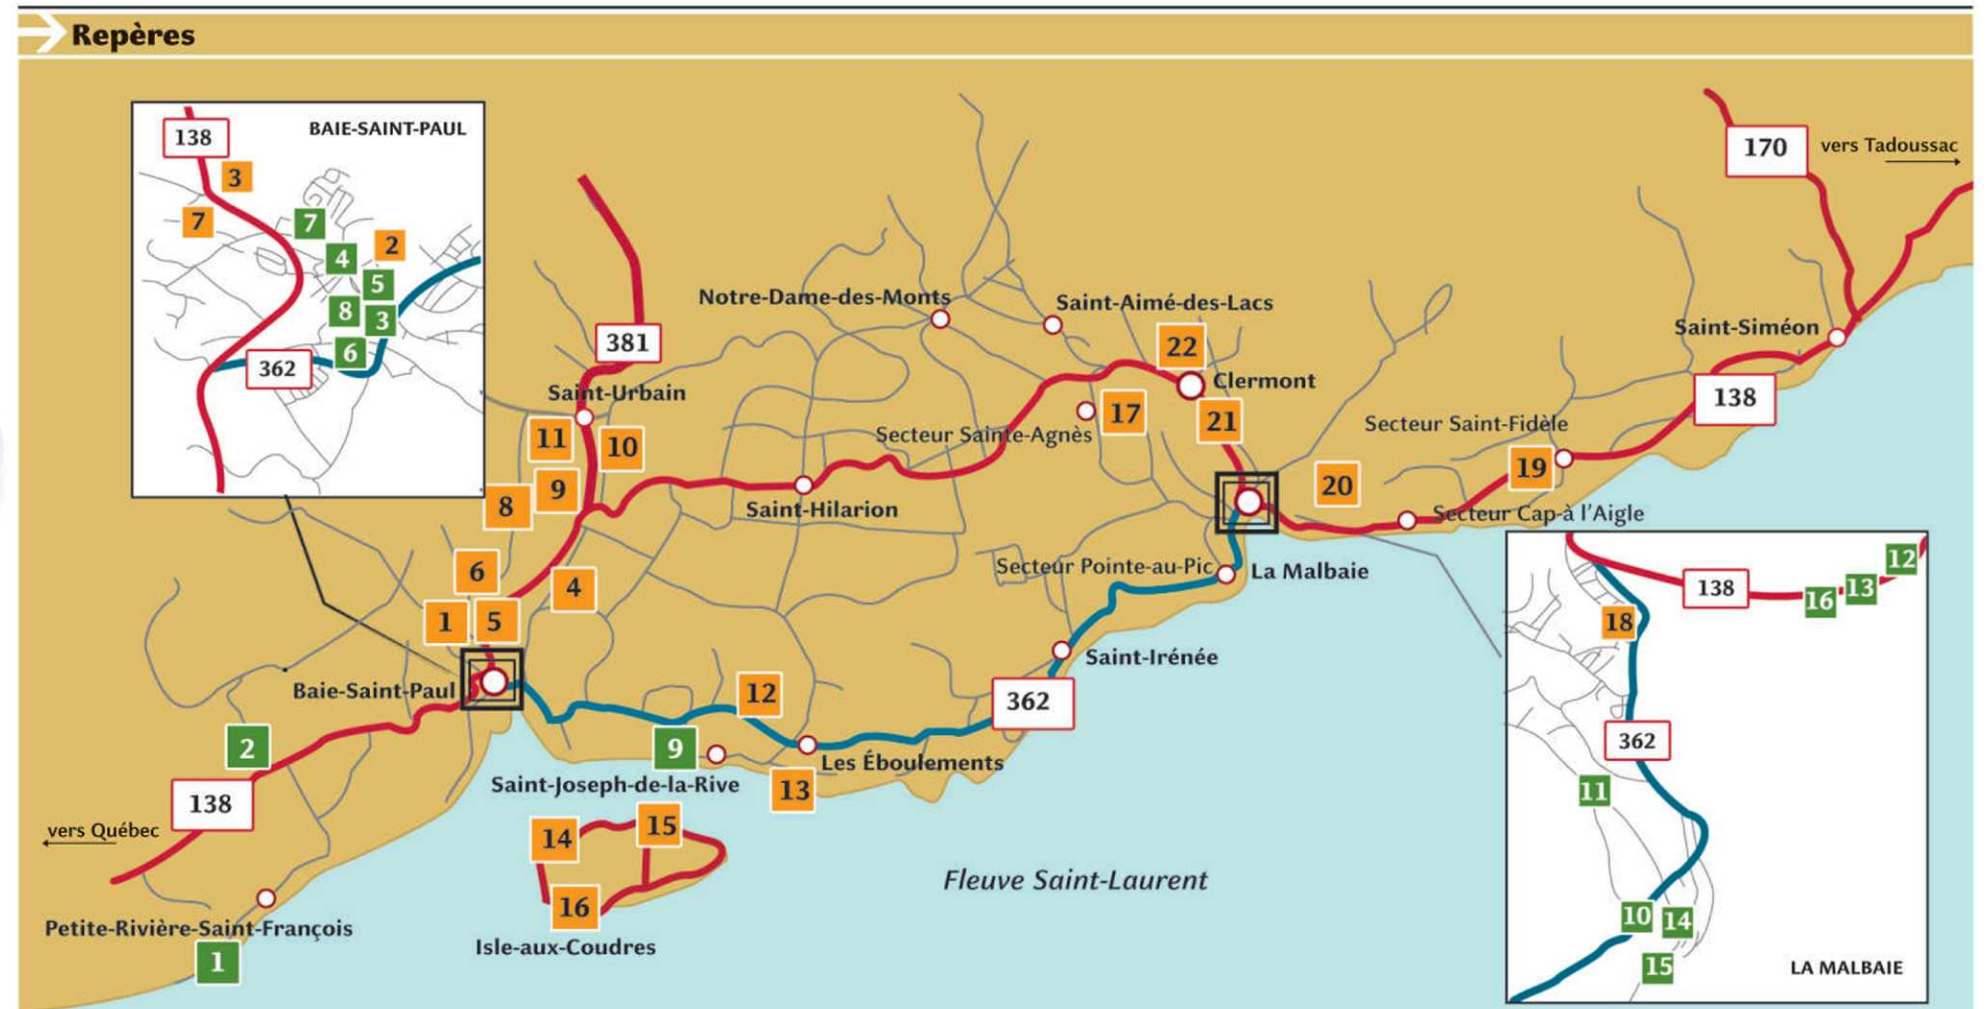 Repères
138
BAIE-SAINT-PAUL
3
7
7
4
2
5
8
3
6
362
170
vers Tadoussac
381
Notre-Dame-des-Monts
Saint-Aimé-des-Lacs
Saint-Siméon
22
Clermont
138
Saint-Urbain
17
21
Secteur Saint-Fidèle
11
10
Secteur Sainte-Agnès
19
20
9
8
Saint-Hilarion
Secteur Cap-à l'Aigle
6
4
Secteur Pointe-au-Pic
La Malbaie
1
5
Saint-Irénée
Baie-Saint-Paul
12
362
2
9
Les Éboulements
Saint-Joseph-de-la-Rive
13
138
vers Québec
14
15
16
Isle-aux-Coudres
Fleuve Saint-Laurent
Petite-Rivière-Saint-François
1
12
138
13
16
18
362
11
10
14
15
LA MALBAIE